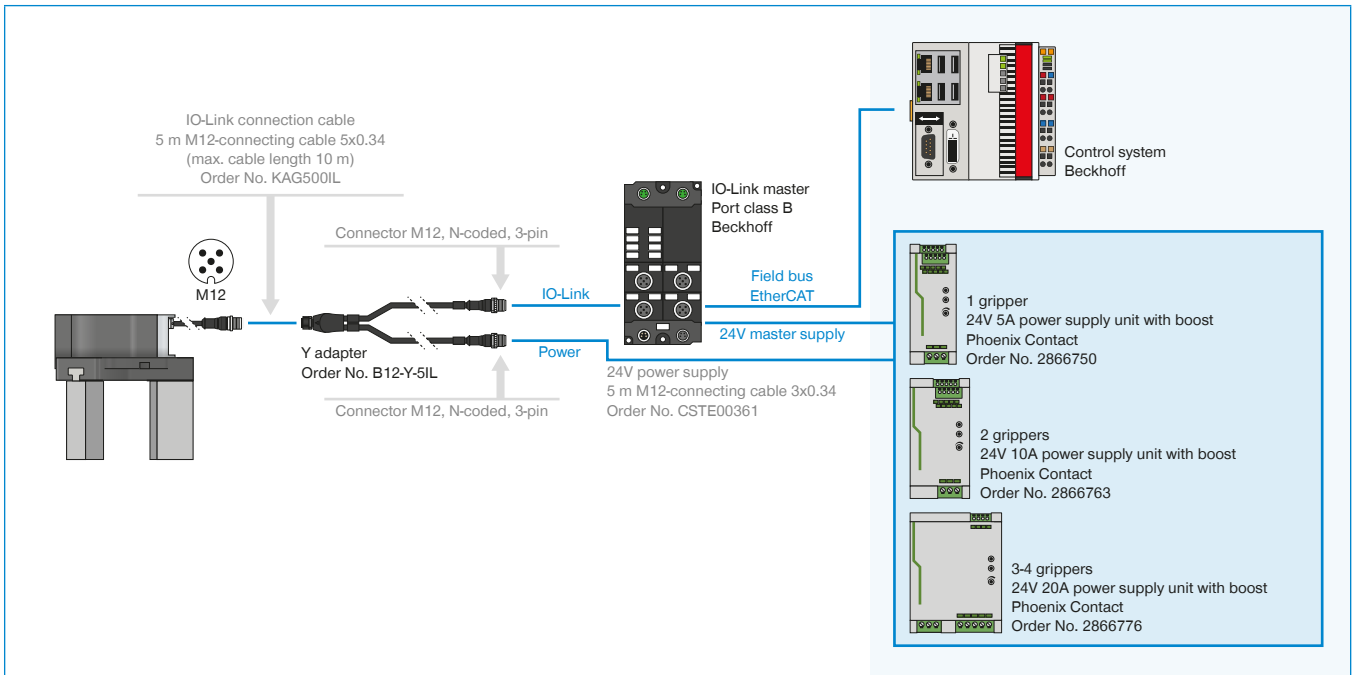 IO-Link connection cable
5 m M12-connecting cable 5x0.34
(max. cable length 10 m)
Order No. KAG500IL
M12
Connector M12, N-coded, 3-pin
Y adapter
Order No. B12-Y-5IL
Connector M12, N-coded, 3-pin
IO-Link
Power
IO-Link master
Port class B
Beckhoff
Field bus
EtherCAT
24V master supply
24V power supply
5 m M12-connecting cable 3x0.34
Order No. CSTE00361
Control system
Beckhoff
1 gripper
24V 5A power supply unit with boost
Phoenix Contact
Order No. 2866750
2 grippers
24V 10A power supply unit with boost
Phoenix Contact
Order No. 2866763
3-4 grippers
24V 20A power supply unit with boost
Phoenix Contact
Order No. 2866776